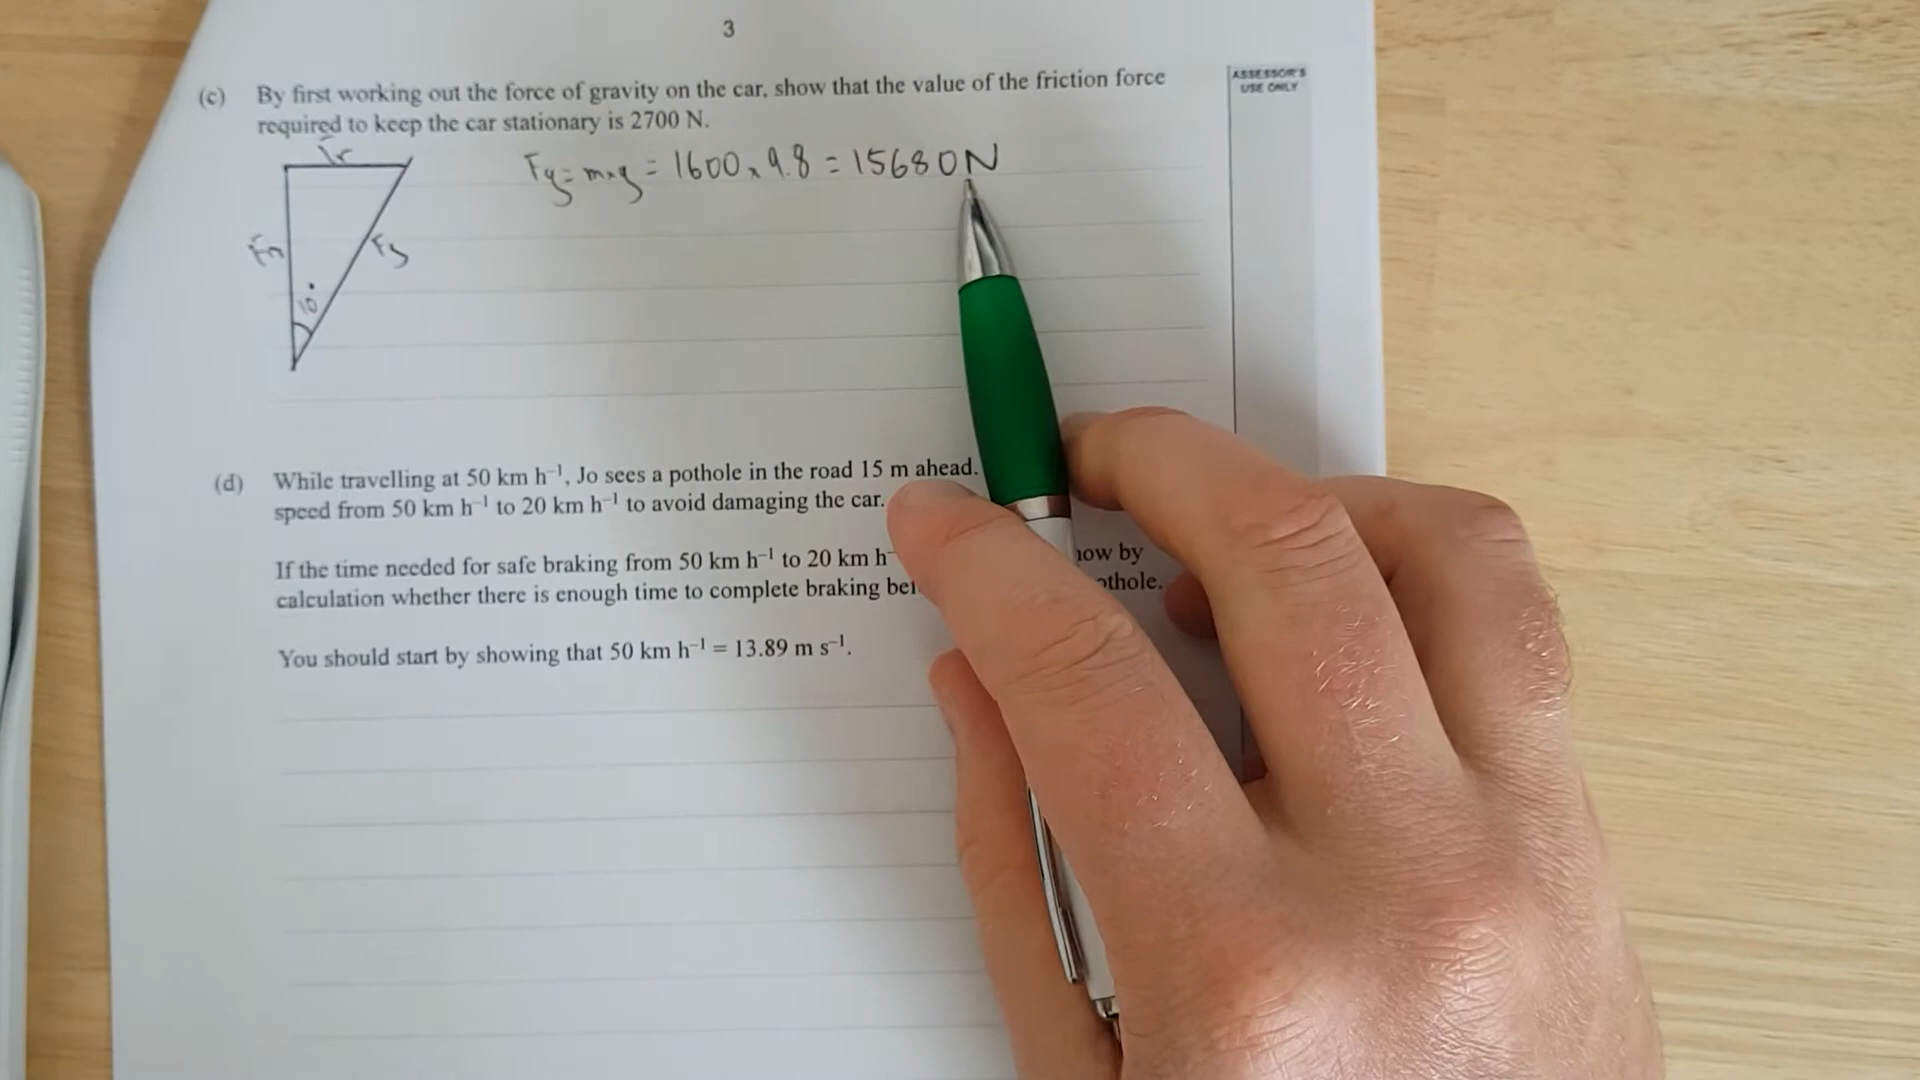 3
ASSESSOR'S
USE ONLY
(c) By first working out the force of gravity on the car, show that the value of the friction force
required to keep the car stationary is 2700 N.
Fr
Fg = m×g = 1600 × 9.8 = 15680N
Fn
Fg
10°
(d) While travelling at 50 km h⁻¹, Jo sees a pothole in the road 15 m ahead.
speed from 50 km h⁻¹ to 20 km h⁻¹ to avoid damaging the car.
If the time needed for safe braking from 50 km h⁻¹ to 20 km h⁻ by
calculation whether there is enough time to complete braking
You should start by showing that 50 km h⁻¹ = 13.89 m s⁻¹.